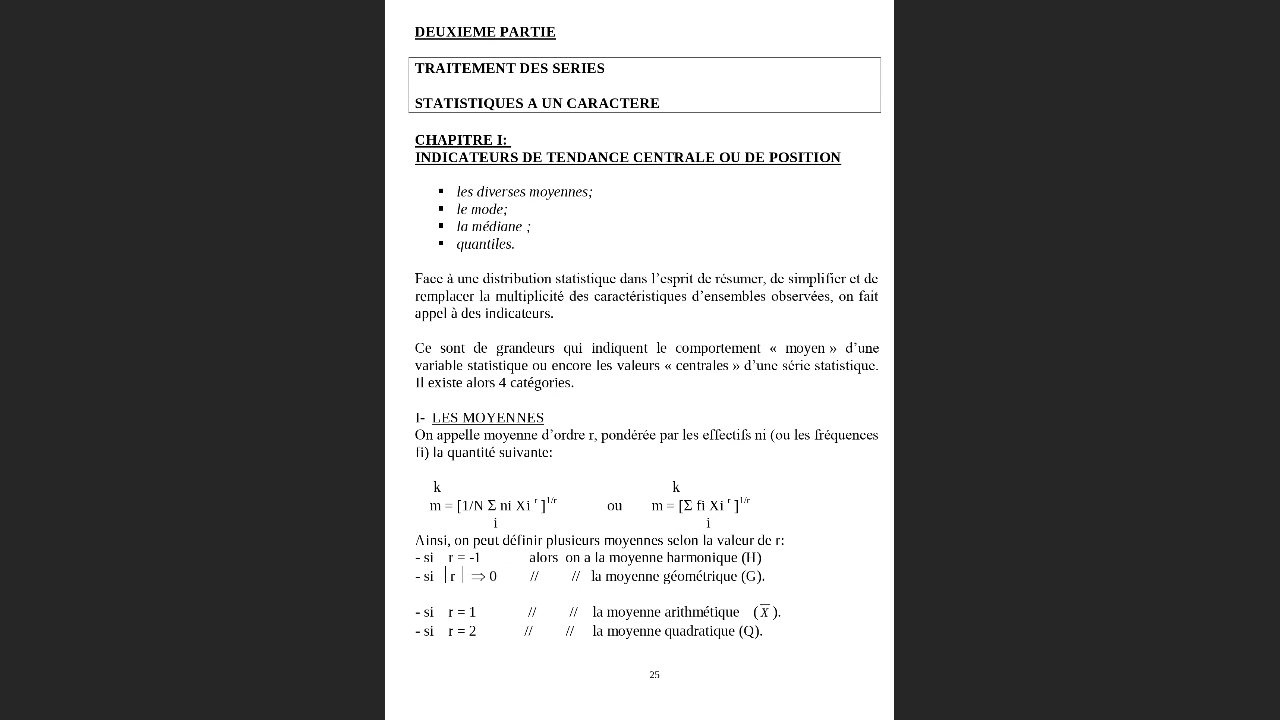 DEUXIEME PARTIE
TRAITEMENT DES SERIES
STATISTIQUES A UN CARACTERE
CHAPITRE I:
INDICATEURS DE TENDANCE CENTRALE OU DE POSITION
▪ les diverses moyennes;
▪ le mode;
▪ la médiane ;
▪ quantiles.
Face à une distribution statistique dans l’esprit de résumer, de simplifier et de
remplacer la multiplicité des caractéristiques d’ensembles observées, on fait
appel à des indicateurs.
Ce sont de grandeurs qui indiquent le comportement « moyen » d’une
variable statistique ou encore les valeurs « centrales » d’une série statistique.
Il existe alors 4 catégories.
I- LES MOYENNES
On appelle moyenne d’ordre r, pondérée par les effectifs ni (ou les fréquences
fi) la quantité suivante:
k k
m = [1/N Σ ni Xi ʳ ]¹/ʳ ou m = [Σ fi Xi ʳ ]¹/ʳ
i i
Ainsi, on peut définir plusieurs moyennes selon la valeur de r:
- si r = -1 alors on a la moyenne harmonique (H)
- si |r | ⇒ 0 // // la moyenne géométrique (G).
- si r = 1 // // la moyenne arithmétique ( X̅ ).
- si r = 2 // // la moyenne quadratique (Q).
25